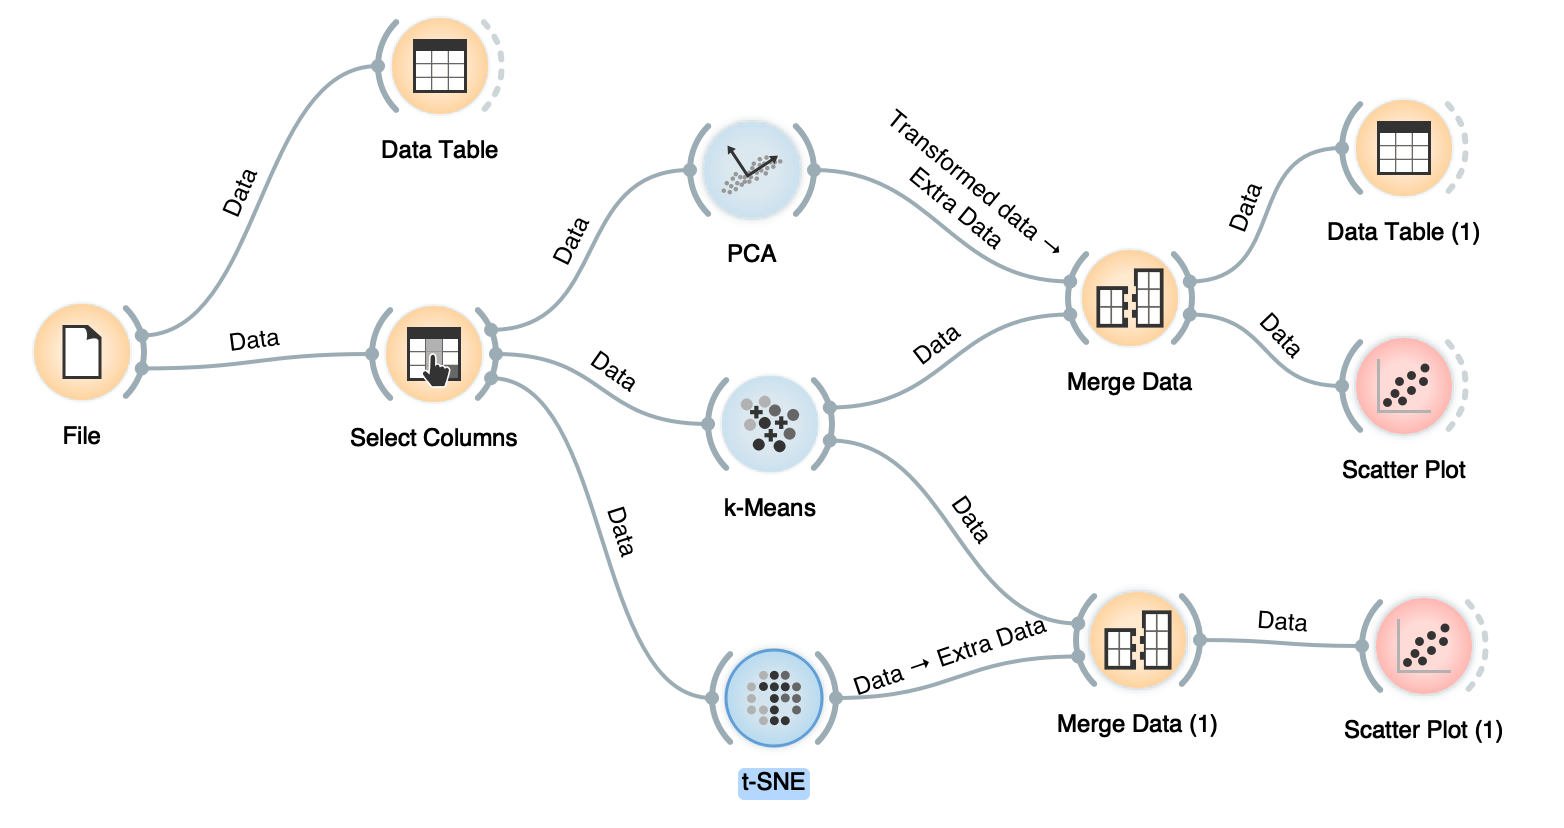 Data Table
Data
Data
File
Select Columns
Data
Data
Data
PCA
k-Means
t-SNE
Transformed data →
Extra Data
Data
Data
Data → Extra Data
Merge Data
Merge Data (1)
Data
Data
Data
Data Table (1)
Scatter Plot
Scatter Plot (1)